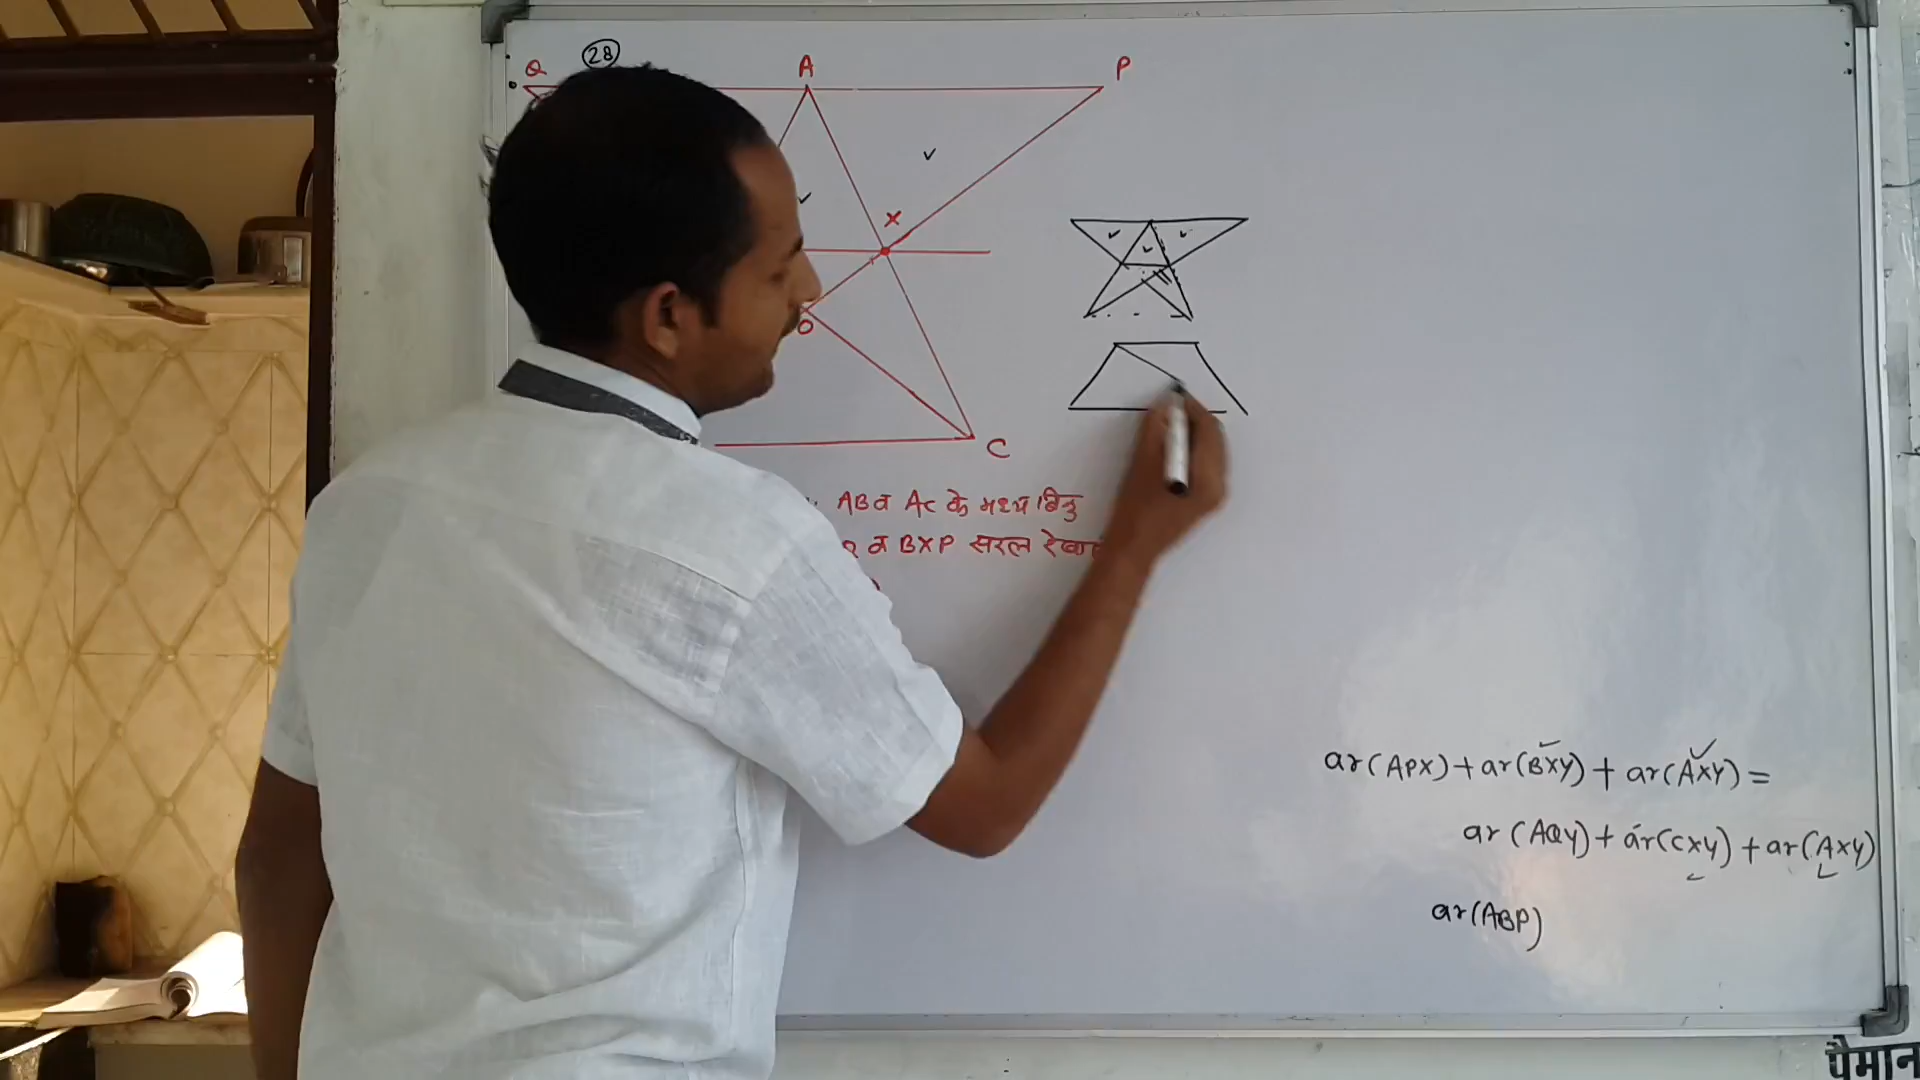 28
Q A P
X
O
C
AB व AC के मध्य बिन्दु
व BXP सरल रेखा
ar(APX) + ar(BXY) + ar(AXY) =
ar (AQY) + ar(CXY) + ar(AXY)
ar(ABP)
पैमान